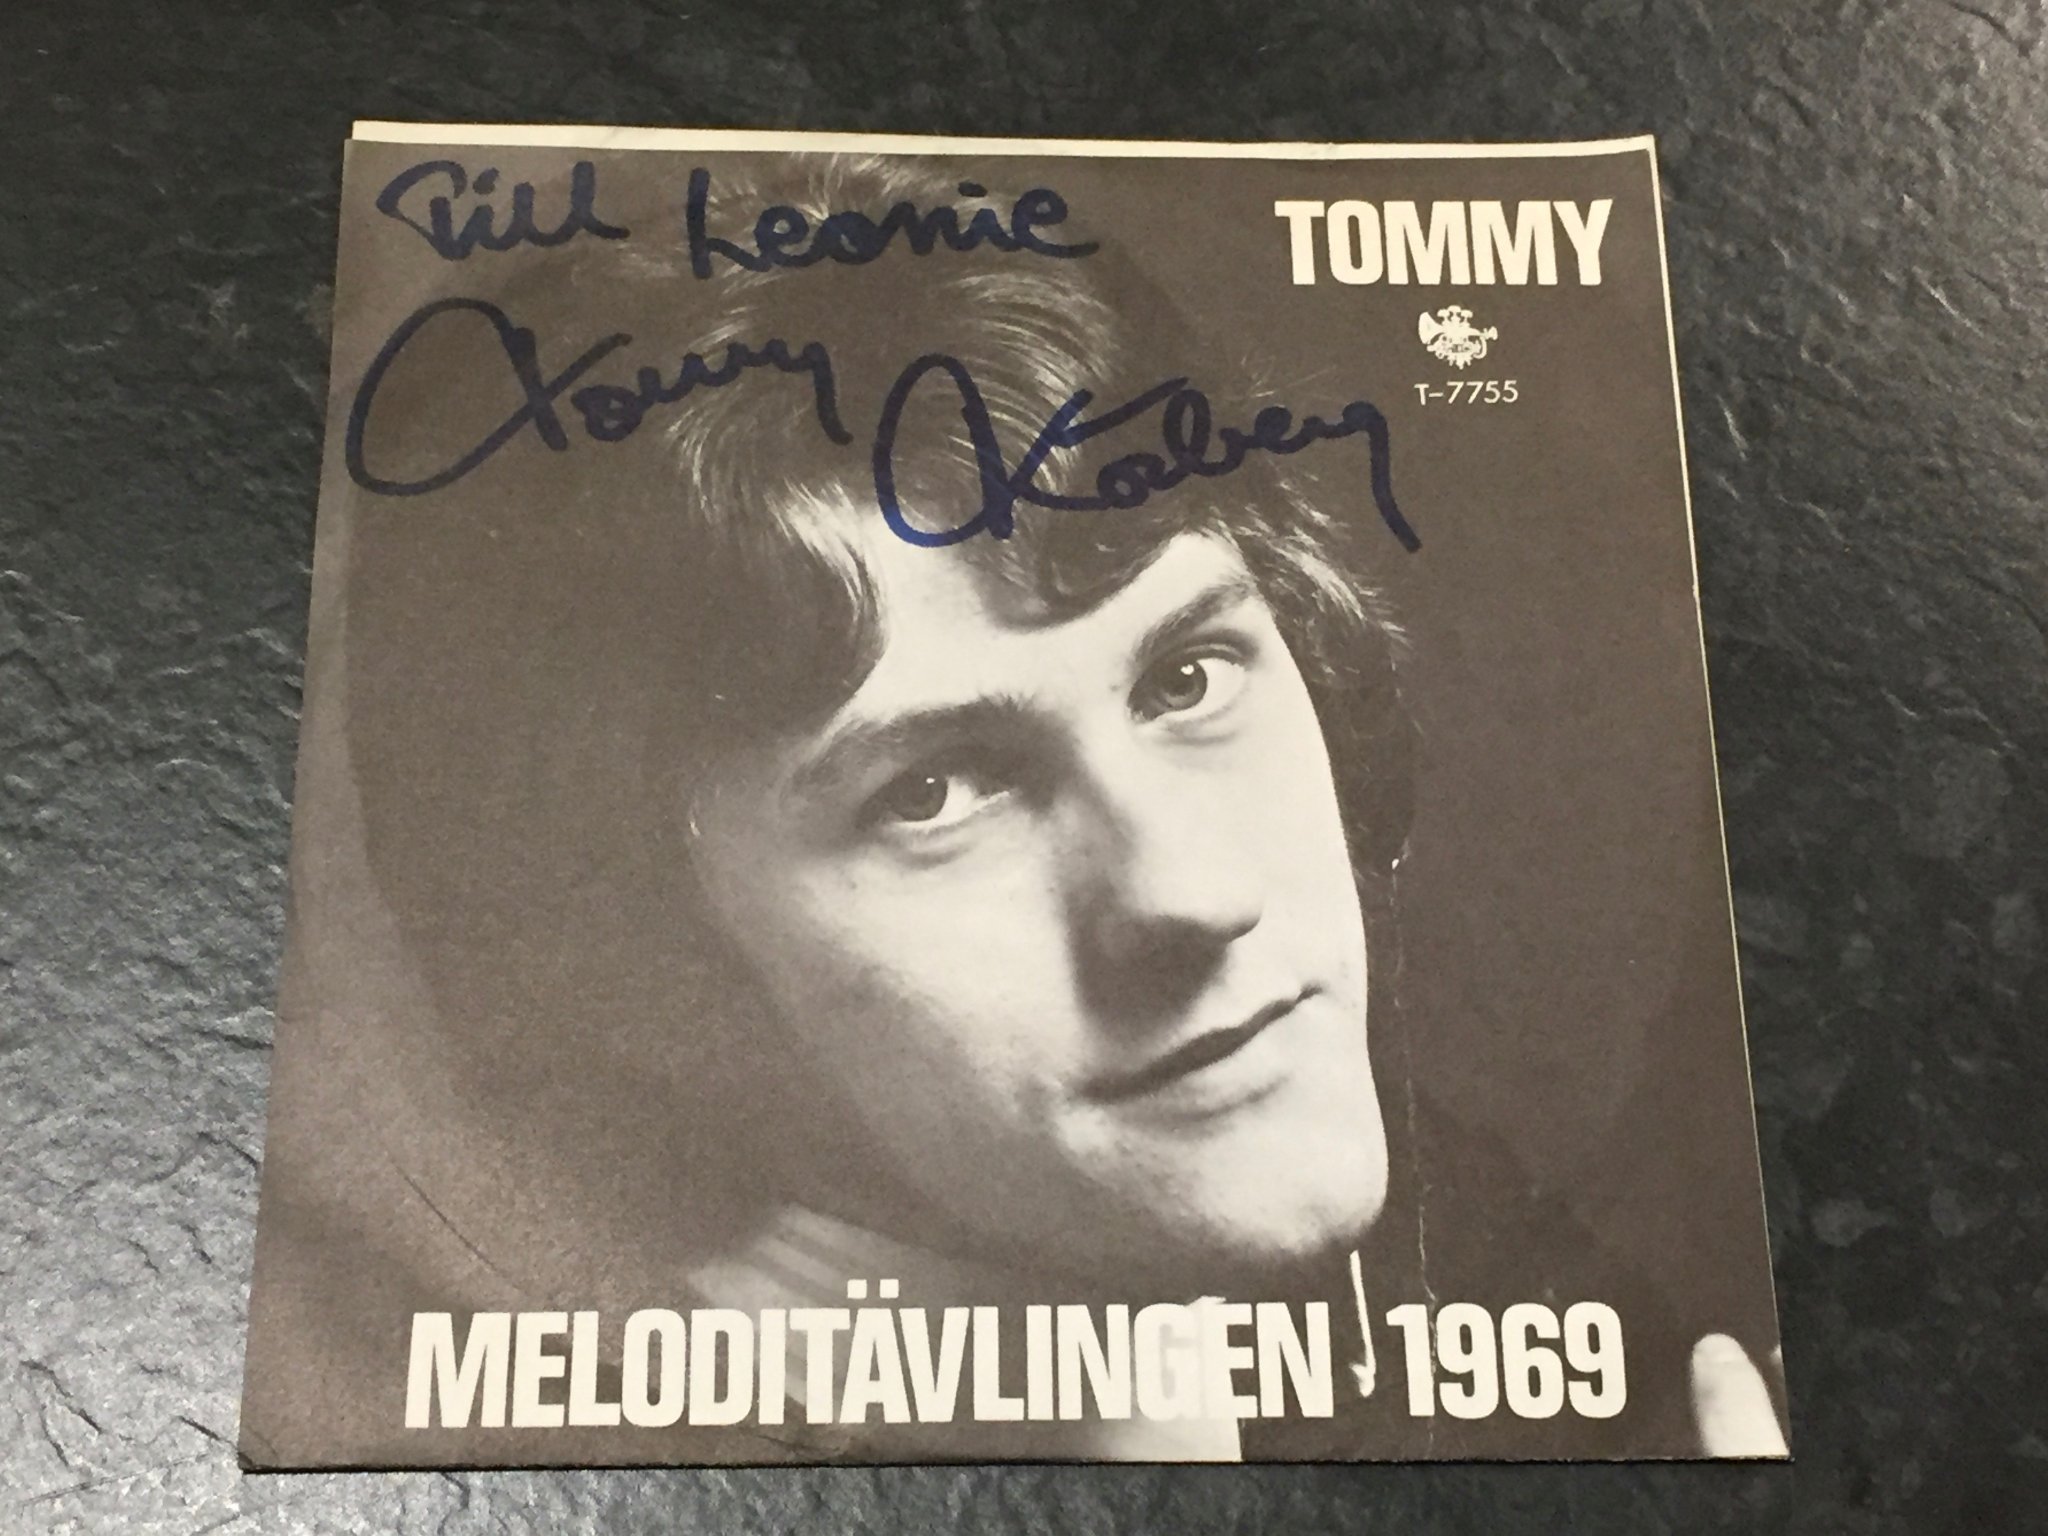 Till Leonie
TOMMY
Tommy Körberg
T-7755
MELODITÄVLINGEN 1969